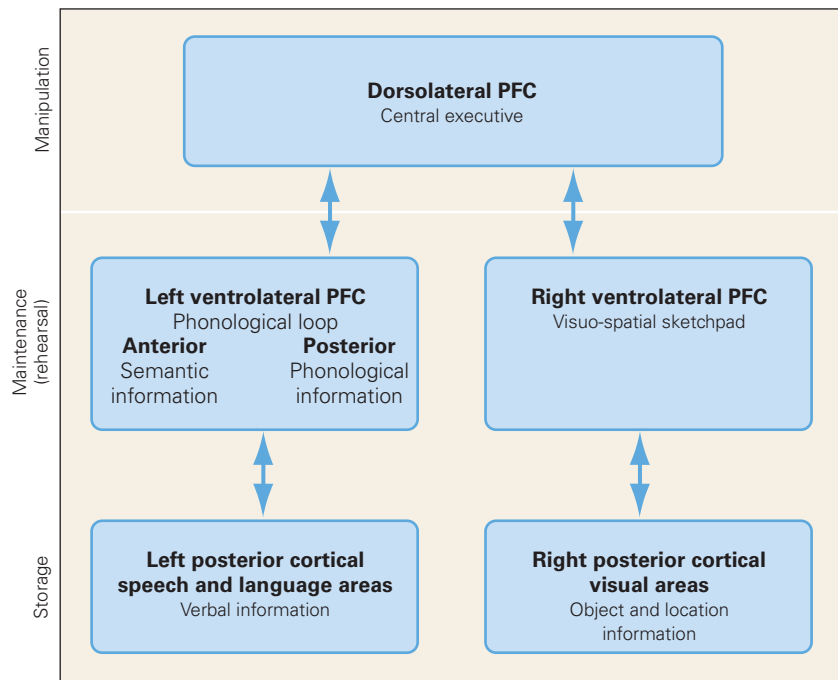 Manipulation
Dorsolateral PFC
Central executive
Maintenance
(rehearsal)
Left ventrolateral PFC
Phonological loop
Anterior
Semantic
information
Posterior
Phonological
information
Right ventrolateral PFC
Visuo-spatial sketchpad
Storage
Left posterior cortical
speech and language areas
Verbal information
Right posterior cortical
visual areas
Object and location
information